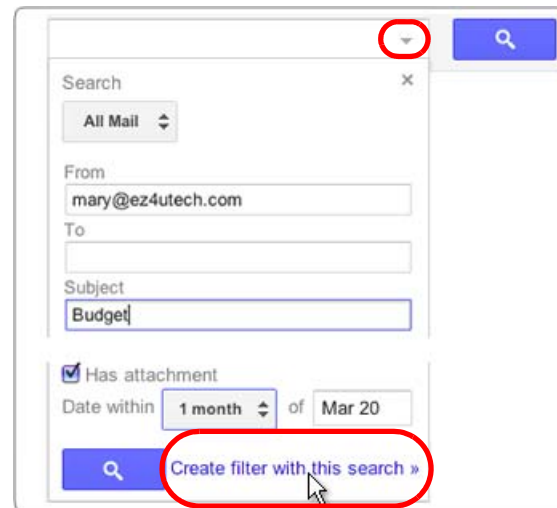 Search
All Mail
From
mary@ez4utech.com
To
Subject
Budget
Has attachment
Date within 1 month of Mar 20
Create filter with this search »